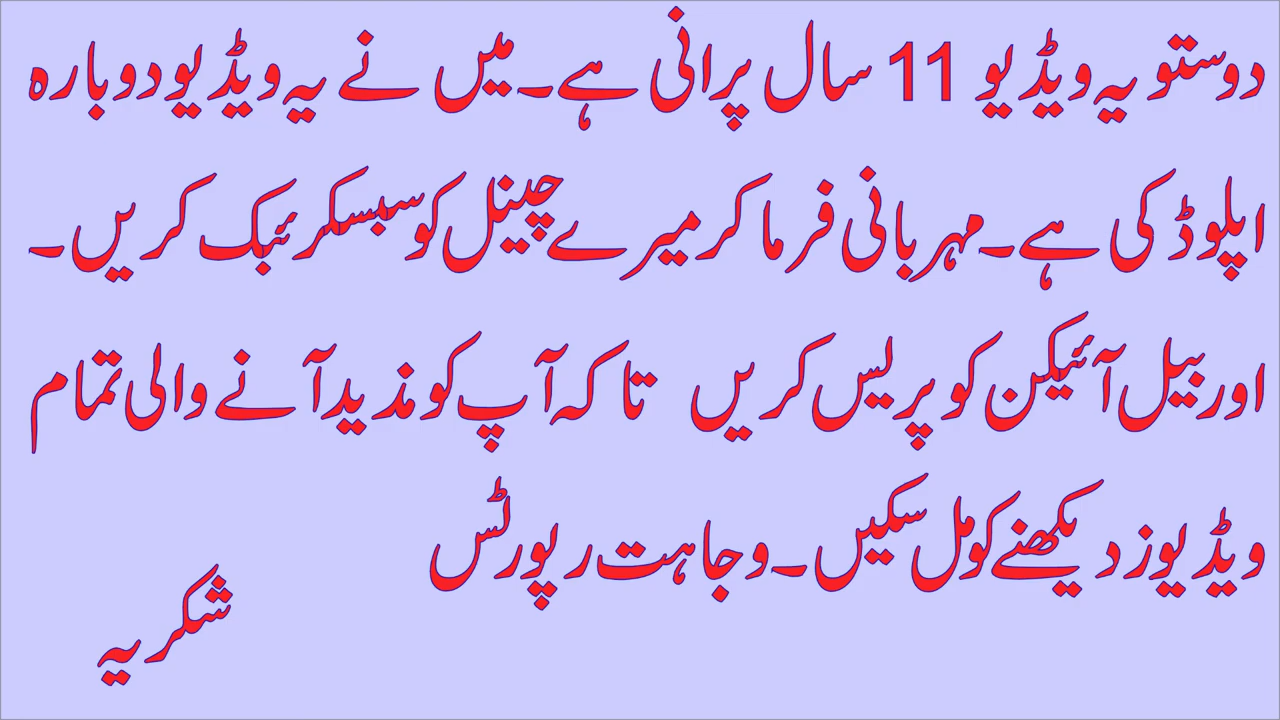 دوستو یہ ویڈیو 11 سال پرانی ہے۔ میں نے یہ ویڈیو دوبارہ
اپلوڈ کی ہے۔ مہربانی فرما کر میرے چینل کو سبسکرئبک کریں۔
اور بیل آئیکن کو پریس کریں تا کہ آپ کو مذید آنے والی تمام
ویڈیوز دیکھنے کو مل سکیں۔ وجاہت رپورٹس
شکریہ